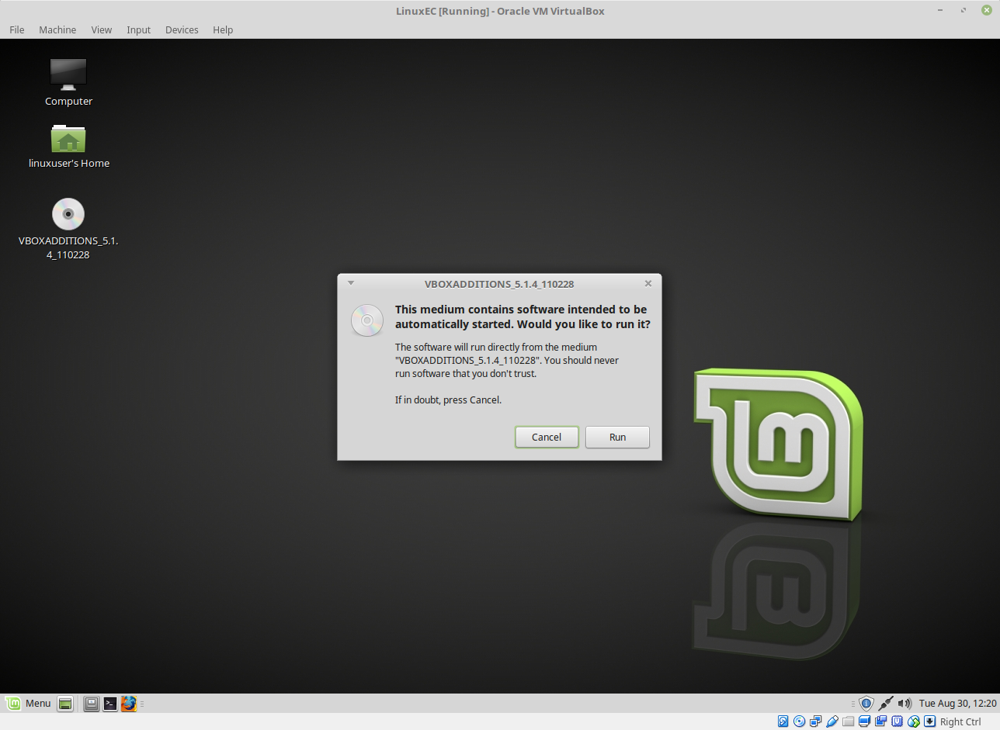 LinuxEC [Running] - Oracle VM VirtualBox
File Machine View Input Devices Help
Computer
linuxuser's Home
VBOXADDITIONS_5.1.
4_110228
VBOXADDITIONS_5.1.4_110228
This medium contains software intended to be
automatically started. Would you like to run it?
The software will run directly from the medium
"VBOXADDITIONS_5.1.4_110228". You should never
run software that you don't trust.
If in doubt, press Cancel.
Cancel Run
Menu
Tue Aug 30, 12:20
Right Ctrl